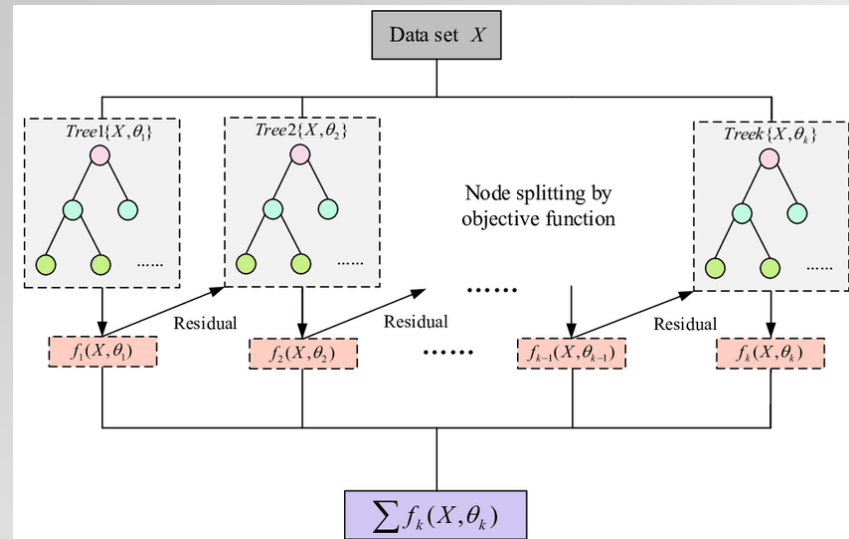 Data set X
Tree1{X,θ₁}
Tree2{X,θ₂}
Treek{X,θₖ}
Node splitting by
objective function
......
......
......
......
Residual
Residual
Residual
f₁(X,θ₁)
f₂(X,θ₂)
......
fₖ₋₁(X,θₖ₋₁)
fₖ(X,θₖ)
∑ fₖ(X,θₖ)